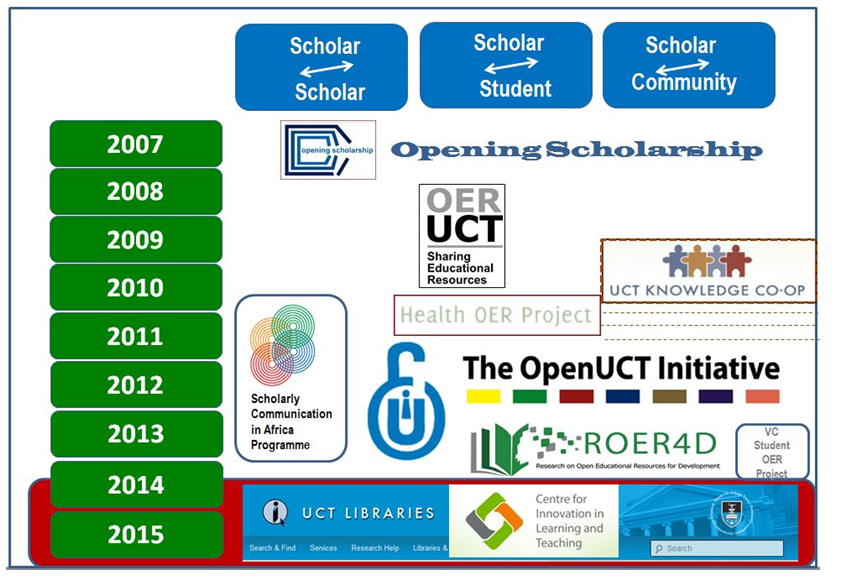 Scholar
Scholar
Scholar
Student
Scholar
Community
2007
opening scholarship
Opening Scholarship
2008
OER
UCT
Sharing
Educational
Resources
2009
UCT KNOWLEDGE CO-OP
2010
Health OER Project
2011
Scholarly
Communication
in Africa
Programme
The OpenUCT Initiative
2012
2013
ROER4D
Research on Open Educational Resources for Development
VC
Student
OER
Project
2014
2015
UCT LIBRARIES
Search & Find Services Research Help Libraries &
Centre for
Innovation in
Learning and
Teaching
Search